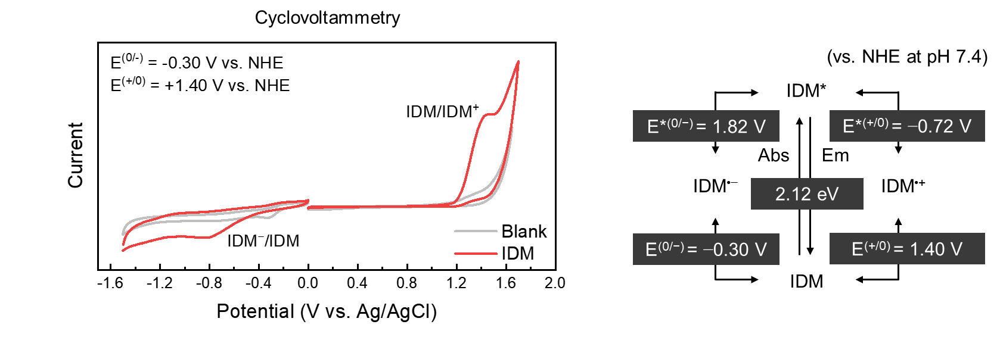 Cyclovoltammetry
E(0/-) = -0.30 V vs. NHE
E(+/0) = +1.40 V vs. NHE
IDM/IDM+
IDM−/IDM
Blank
IDM
Current
-1.6 -1.2 -0.8 -0.4 0.0 0.4 0.8 1.2 1.6 2.0
Potential (V vs. Ag/AgCl)
(vs. NHE at pH 7.4)
IDM*
E*(0/−) = 1.82 V
E*(+/0) = −0.72 V
Abs
Em
IDM•−
2.12 eV
IDM•+
E(0/−) = −0.30 V
E(+/0) = 1.40 V
IDM